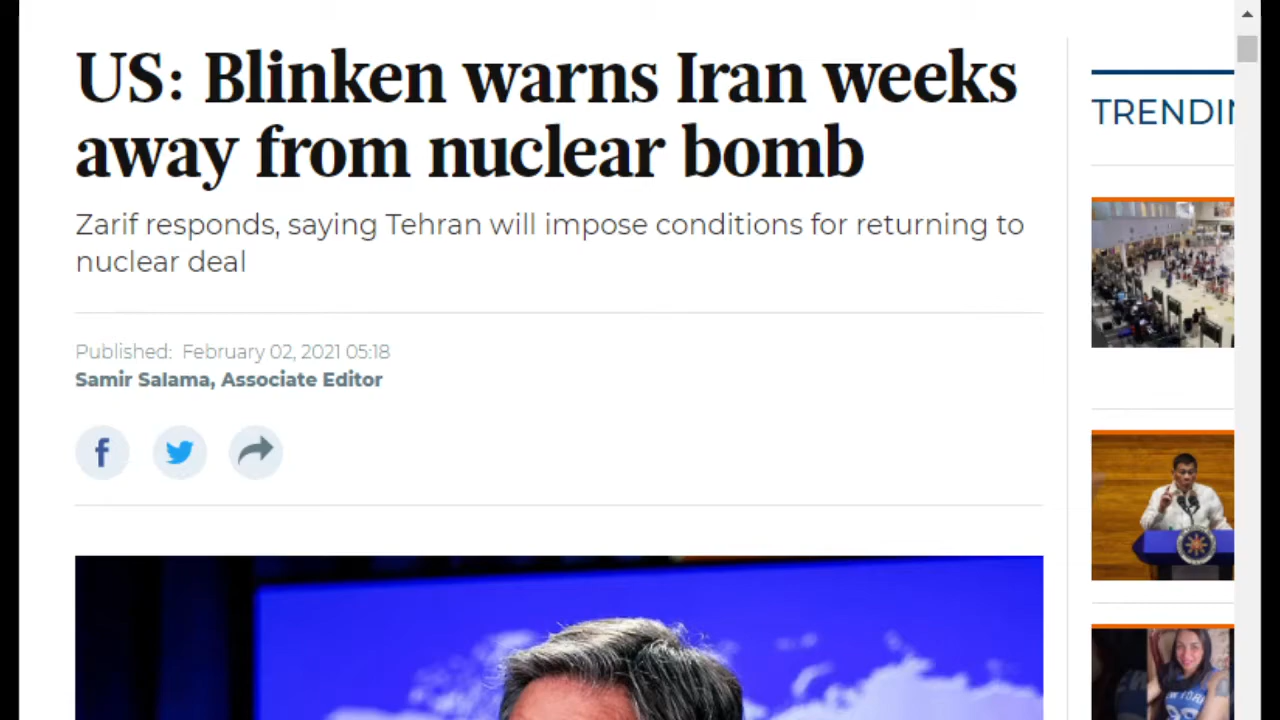 US: Blinken warns Iran weeks
away from nuclear bomb
Zarif responds, saying Tehran will impose conditions for returning to
nuclear deal
Published: February 02, 2021 05:18
Samir Salama, Associate Editor
TRENDIN